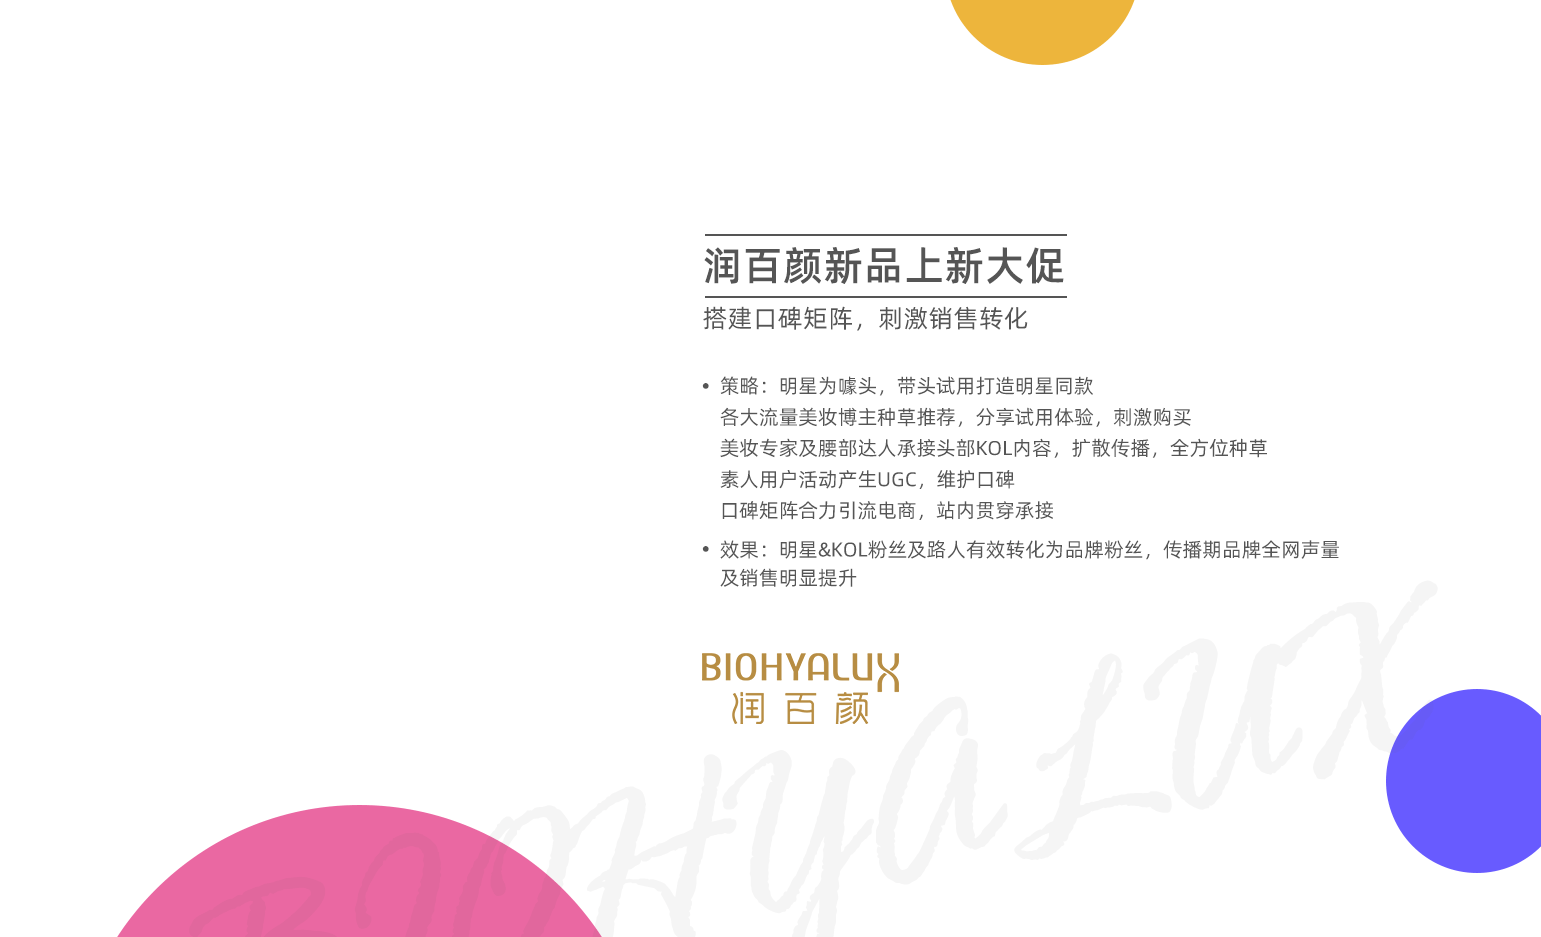 润百颜新品上新大促
搭建口碑矩阵，刺激销售转化
• 策略：明星为噱头，带头试用打造明星同款
各大流量美妆博主种草推荐，分享试用体验，刺激购买
美妆专家及腰部达人承接头部KOL内容，扩散传播，全方位种草
素人用户活动产生UGC，维护口碑
口碑矩阵合力引流电商，站内贯穿承接
• 效果：明星&KOL粉丝及路人有效转化为品牌粉丝，传播期品牌全网声量
及销售明显提升
BIOHYALUX
润百颜
BIOHYALUX